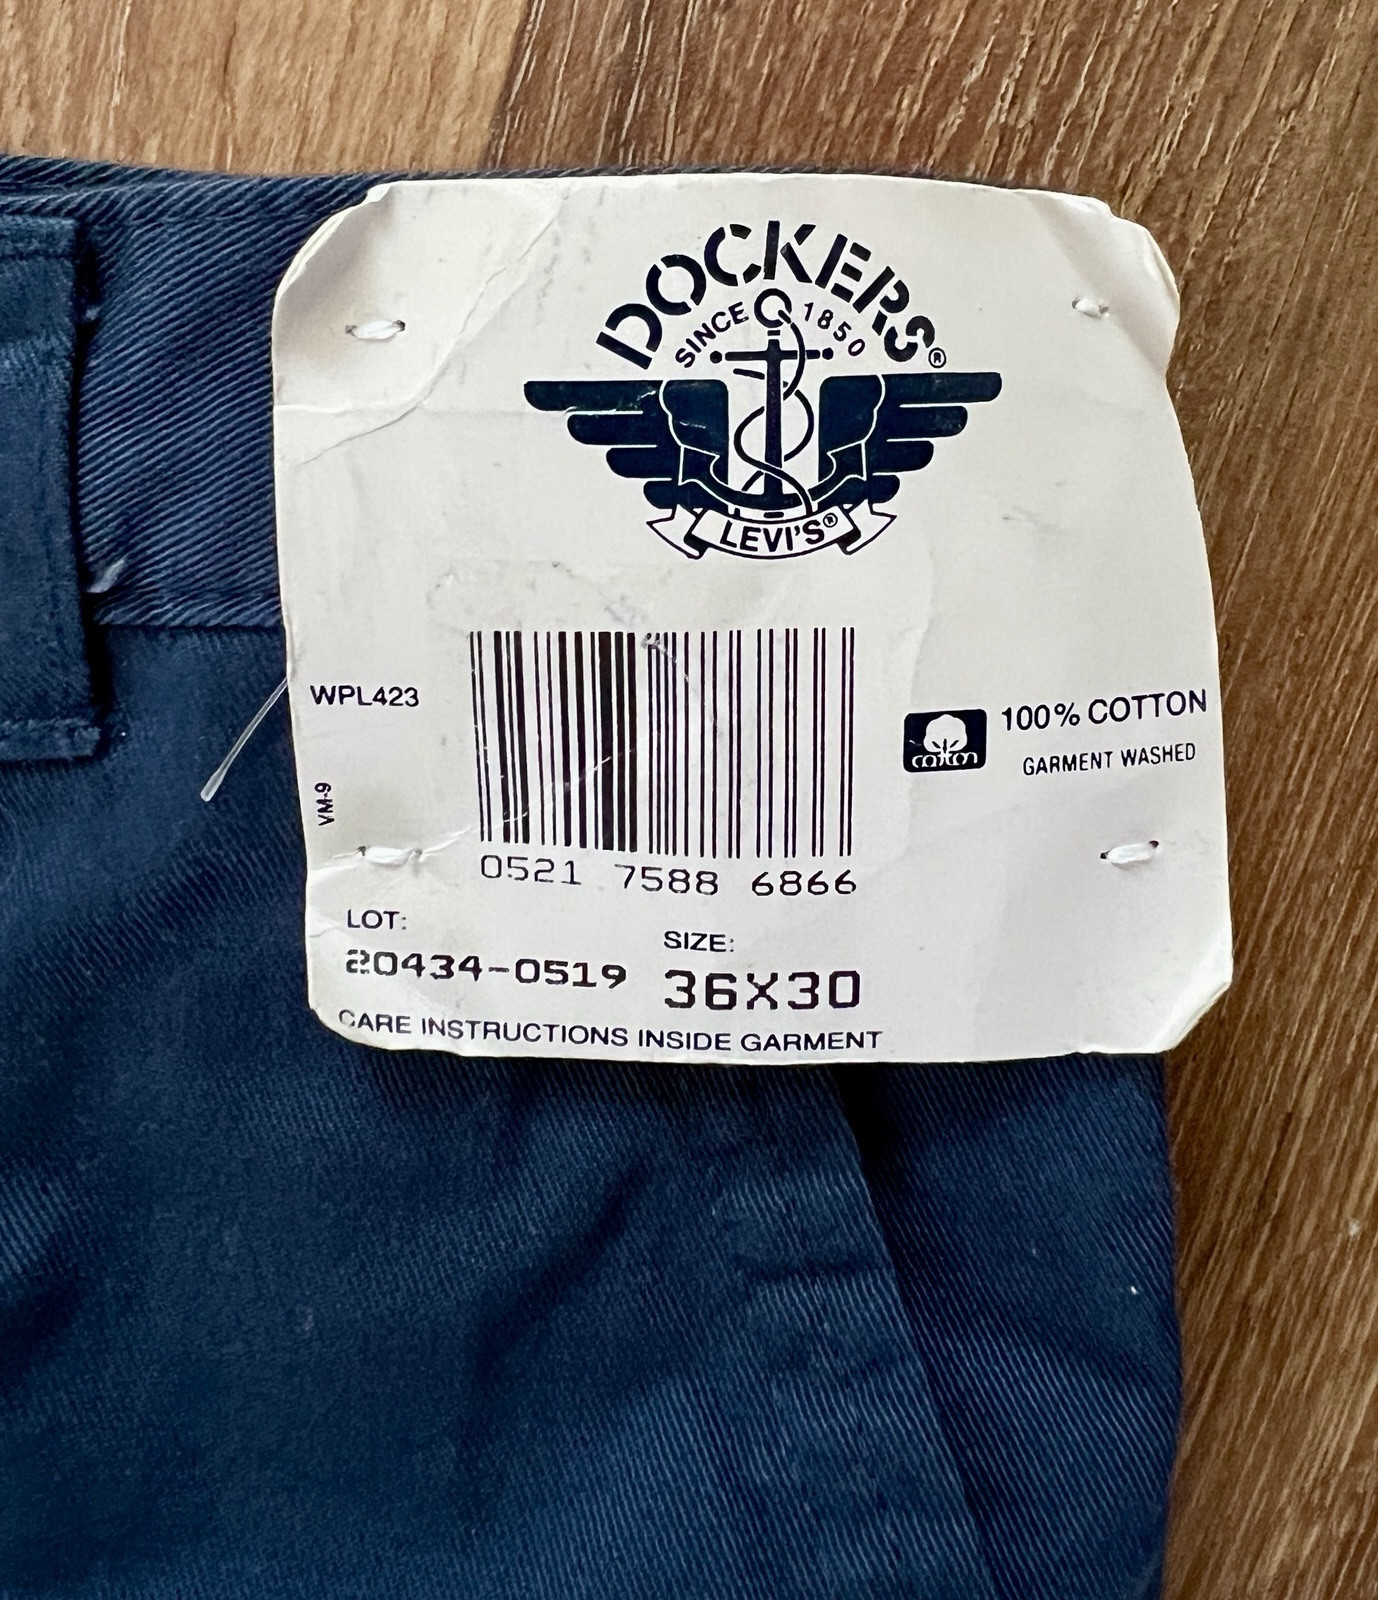 DOCKERS®
SINCE 1850
LEVI'S®
WPL423
100% COTTON
cotton
GARMENT WASHED
VM-9
0521 7588 6866
LOT:
SIZE:
20434-0519
36X30
CARE INSTRUCTIONS INSIDE GARMENT